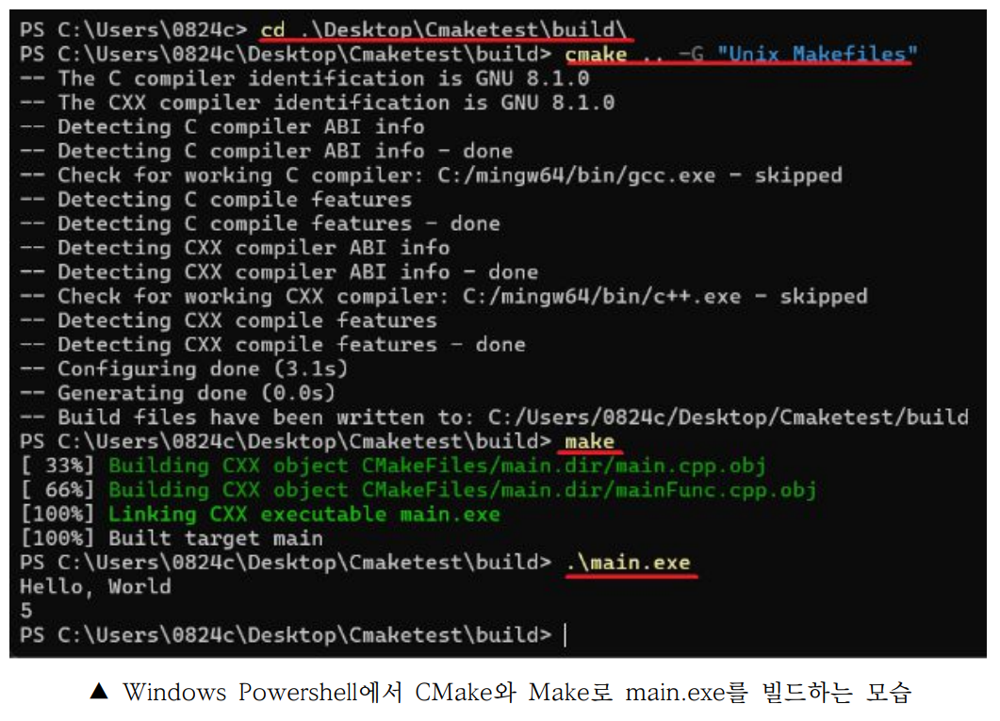 PS C:\Users\0824c> cd .\Desktop\Cmaketest\build\
PS C:\Users\0824c\Desktop\Cmaketest\build> cmake .. -G "Unix Makefiles"
-- The C compiler identification is GNU 8.1.0
-- The CXX compiler identification is GNU 8.1.0
-- Detecting C compiler ABI info
-- Detecting C compiler ABI info - done
-- Check for working C compiler: C:/mingw64/bin/gcc.exe - skipped
-- Detecting C compile features
-- Detecting C compile features - done
-- Detecting CXX compiler ABI info
-- Detecting CXX compiler ABI info - done
-- Check for working CXX compiler: C:/mingw64/bin/c++.exe - skipped
-- Detecting CXX compile features
-- Detecting CXX compile features - done
-- Configuring done (3.1s)
-- Generating done (0.0s)
-- Build files have been written to: C:/Users/0824c/Desktop/Cmaketest/build
PS C:\Users\0824c\Desktop\Cmaketest\build> make
[ 33%] Building CXX object CMakeFiles/main.dir/main.cpp.obj
[ 66%] Building CXX object CMakeFiles/main.dir/mainFunc.cpp.obj
[100%] Linking CXX executable main.exe
[100%] Built target main
PS C:\Users\0824c\Desktop\Cmaketest\build> .\main.exe
Hello, World
5
PS C:\Users\0824c\Desktop\Cmaketest\build>
▲ Windows Powershell에서 CMake와 Make로 main.exe를 빌드하는 모습